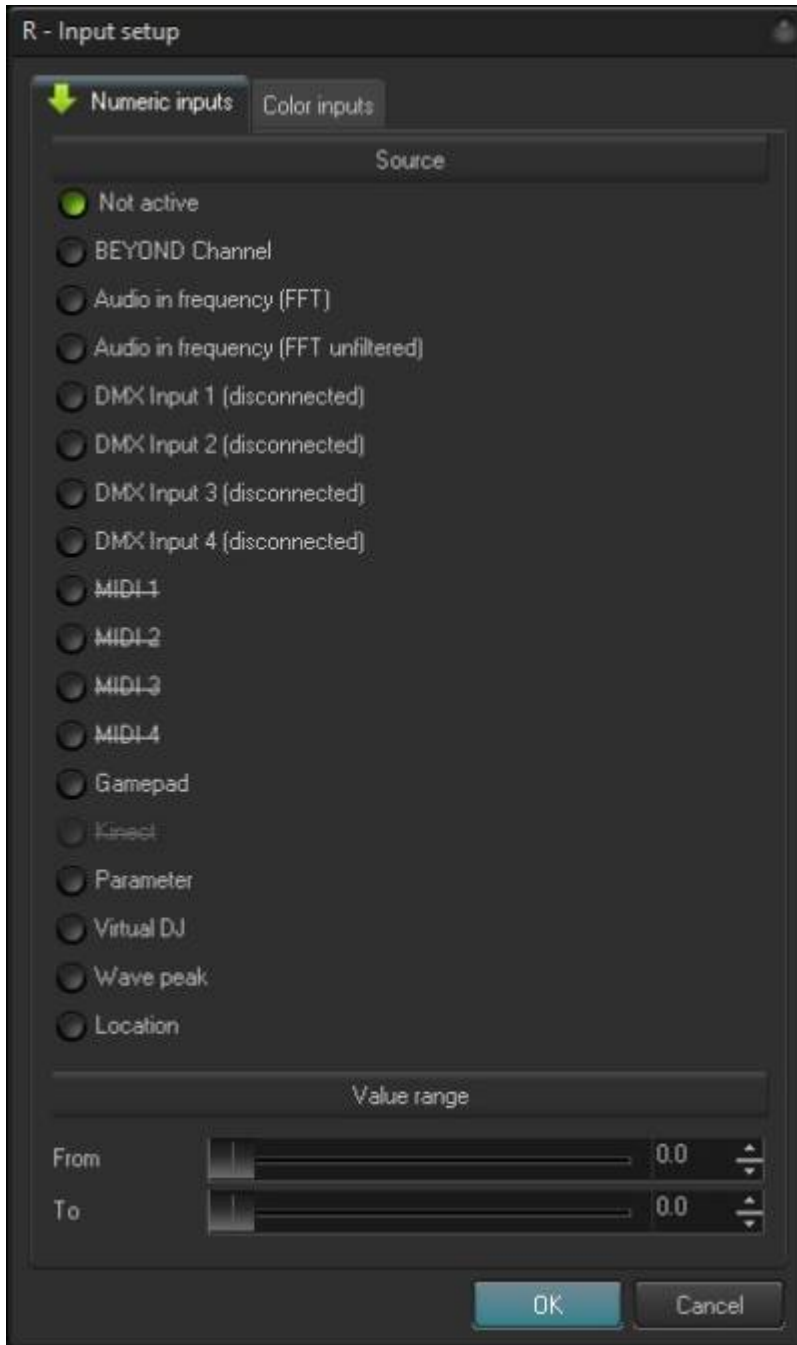 R - Input setup
Numeric inputs Color inputs
Source
Not active
BEYOND Channel
Audio in frequency (FFT)
Audio in frequency (FFT unfiltered)
DMX Input 1 (disconnected)
DMX Input 2 (disconnected)
DMX Input 3 (disconnected)
DMX Input 4 (disconnected)
MIDI 1
MIDI 2
MIDI 3
MIDI 4
Gamepad
Kinect
Parameter
Virtual DJ
Wave peak
Location
Value range
From 0.0
To 0.0
OK Cancel